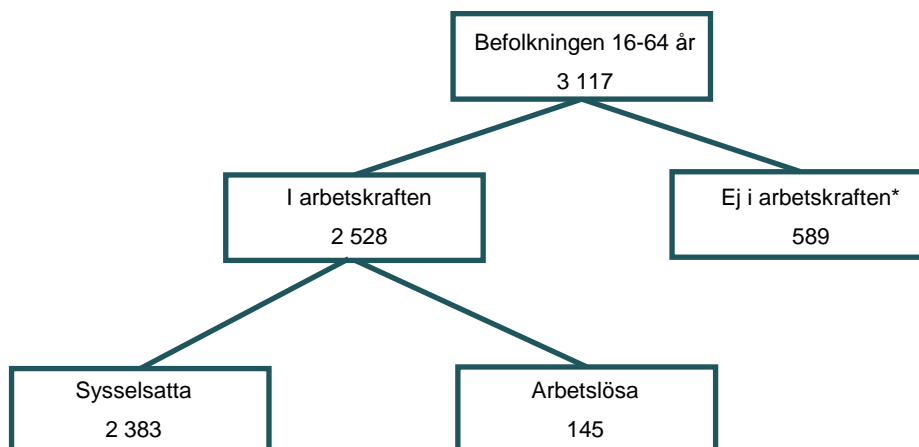 Befolkningen 16-64 år
3 117
I arbetskraften
2 528
Ej i arbetskraften*
589
Sysselsatta
2 383
Arbetslösa
145